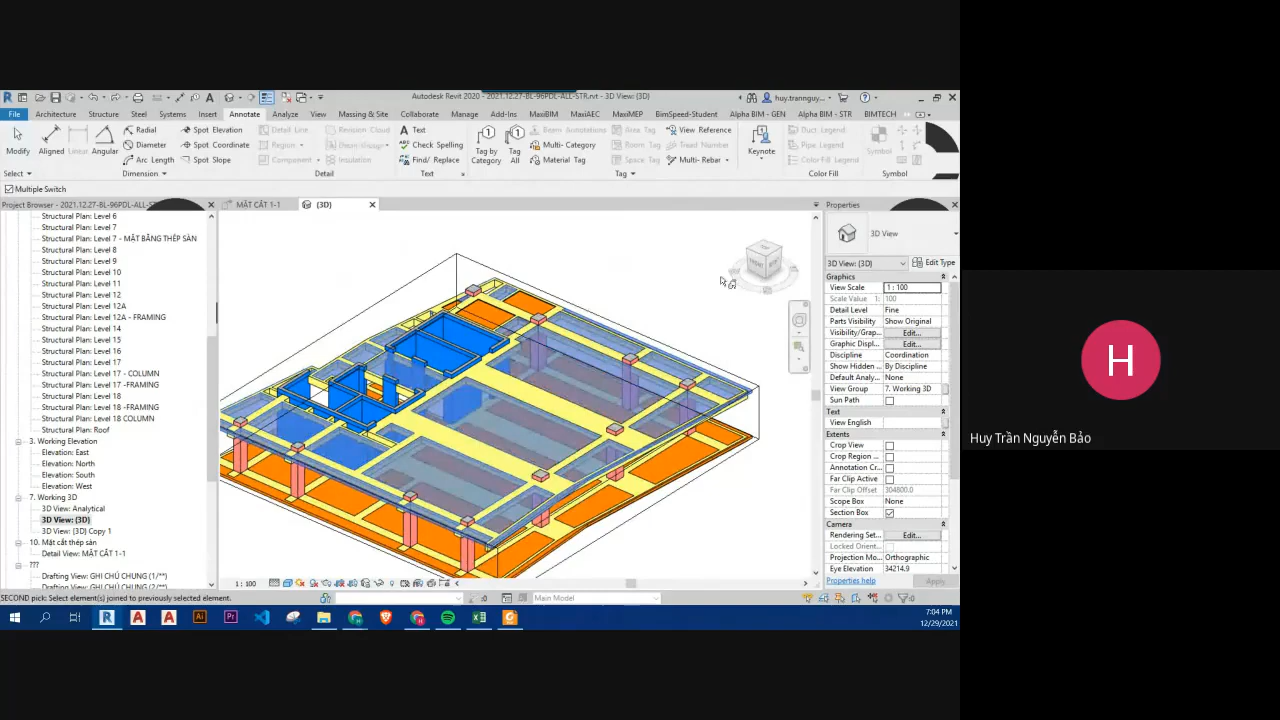 Autodesk Revit 2020 - 2021.12.27-BL-96PDL-ALL-STR.rvt - 3D View: {3D}
huy.trannguy...
File Architecture Structure Steel Systems Insert Annotate Analyze View Massing & Site Collaborate Manage Add-Ins MaxiBIM MaxiAEC MaxiMEP BimSpeed-Student Alpha BIM - GEN Alpha BIM - STR BIMTECH
Modify Aligned Linear Angular Radial Spot Elevation Detail Line Revision Cloud Text Tag by Category Tag All Beam Annotations Area Tag View Reference Keynote Duct Legend Symbol
Diameter Spot Coordinate Region Detail Group Check Spelling Multi-Category Room Tag Tread Number Pipe Legend
Arc Length Spot Slope Component Insulation Find/ Replace Material Tag Space Tag Multi- Rebar Color Fill Legend
Select Dimension Detail Text Tag Color Fill Symbol
Multiple Switch
Project Browser - 2021.12.27-BL-96PDL-ALL-ST
MẶT CẮT 1-1
{3D}
Structural Plan: Level 6
Structural Plan: Level 7
Structural Plan: Level 7 - MẶT BẰNG THÉP SÀN
Structural Plan: Level 8
Structural Plan: Level 9
Structural Plan: Level 10
Structural Plan: Level 11
Structural Plan: Level 12
Structural Plan: Level 12A
Structural Plan: Level 12A - FRAMING
Structural Plan: Level 14
Structural Plan: Level 15
Structural Plan: Level 16
Structural Plan: Level 17
Structural Plan: Level 17 - COLUMN
Structural Plan: Level 17 -FRAMING
Structural Plan: Level 18
Structural Plan: Level 18 -FRAMING
Structural Plan: Level 18 COLUMN
Structural Plan: Roof
3. Working Elevation
Elevation: East
Elevation: North
Elevation: South
Elevation: West
7. Working 3D
3D View: Analytical
3D View: {3D}
3D View: {3D} Copy 1
10. Mặt cắt thép sàn
Detail View: MẶT CẮT 1-1
???
Drafting View: GHI CHÚ CHUNG (1/**)
Drafting View: GHI CHÚ CHUNG (1/**)
Properties
3D View
3D View: {3D} Edit Type
Graphics
View Scale 1 : 100
Scale Value 1: 100
Detail Level Fine
Parts Visibility Show Original
Visibility/Grap... Edit...
Graphic Displ... Edit...
Discipline Coordination
Show Hidden ... By Discipline
Default Analy... None
View Group 7. Working 3D
Sun Path
Text
View English
Extents
Crop View
Crop Region ...
Annotation Cr...
Far Clip Active
Far Clip Offset 304800.0
Scope Box None
Section Box
Camera
Rendering Set... Edit...
Locked Orient...
Projection Mo... Orthographic
Eye Elevation 34214.9
Properties help Apply
1 : 100
SECOND pick: Select element(s) joined to previously selected element.
:0
Main Model
:0
7:04 PM
12/29/2021
H
Huy Trần Nguyễn Bảo